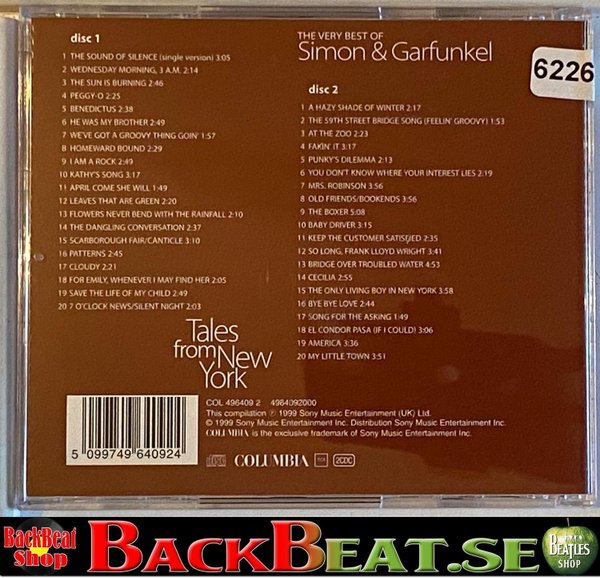 disc 1
1 THE SOUND OF SILENCE (single version) 3:05
2 WEDNESDAY MORNING, 3 A.M. 2:14
3 THE SUN IS BURNING 2:46
4 PEGGY-O 2:25
5 BENEDICTUS 2:38
6 HE WAS MY BROTHER 2:49
7 WE'VE GOT A GROOVY THING GOIN' 1:57
8 HOMEWARD BOUND 2:29
9 I AM A ROCK 2:49
10 KATHY'S SONG 3:17
11 APRIL COME SHE WILL 1:49
12 LEAVES THAT ARE GREEN 2:20
13 FLOWERS NEVER BEND WITH THE RAINFALL 2:10
14 THE DANGLING CONVERSATION 2:37
15 SCARBOROUGH FAIR/CANTICLE 3:10
16 PATTERNS 2:45
17 CLOUDY 2:21
18 FOR EMILY, WHENEVER I MAY FIND HER 2:05
19 SAVE THE LIFE OF MY CHILD 2:49
20 7 O'CLOCK NEWS/SILENT NIGHT 2:03
THE VERY BEST OF
Simon & Garfunkel
6226
disc 2
1 A HAZY SHADE OF WINTER 2:17
2 THE 59TH STREET BRIDGE SONG (FEELIN' GROOVY) 1:53
3 AT THE ZOO 2:23
4 FAKIN' IT 3:17
5 PUNKY'S DILEMMA 2:13
6 YOU DON'T KNOW WHERE YOUR INTEREST LIES 2:19
7 MRS. ROBINSON 3:56
8 OLD FRIENDS/BOOKENDS 3:56
9 THE BOXER 5:08
10 BABY DRIVER 3:15
11 KEEP THE CUSTOMER SATISFIED 2:35
12 SO LONG, FRANK LLOYD WRIGHT 3:41
13 BRIDGE OVER TROUBLED WATER 4:53
14 CECILIA 2:55
15 THE ONLY LIVING BOY IN NEW YORK 3:58
16 BYE BYE LOVE 2:44
17 SONG FOR THE ASKING 1:49
18 EL CONDOR PASA (IF I COULD) 3:06
19 AMERICA 3:36
20 MY LITTLE TOWN 3:51
Tales
from New
York
5 099749 640924
COL 496409 2 4964092000
This compilation ℗ 1999 Sony Music Entertainment (UK) Ltd.
© 1999 Sony Music Entertainment Inc. Distribution Sony Music Entertainment Inc.
COLUMBIA is the exclusive trademark of Sony Music Entertainment Inc.
COLUMBIA
2CDC
BackBeat
Shop
BACKBEAT.SE
BEATLES
SHOP